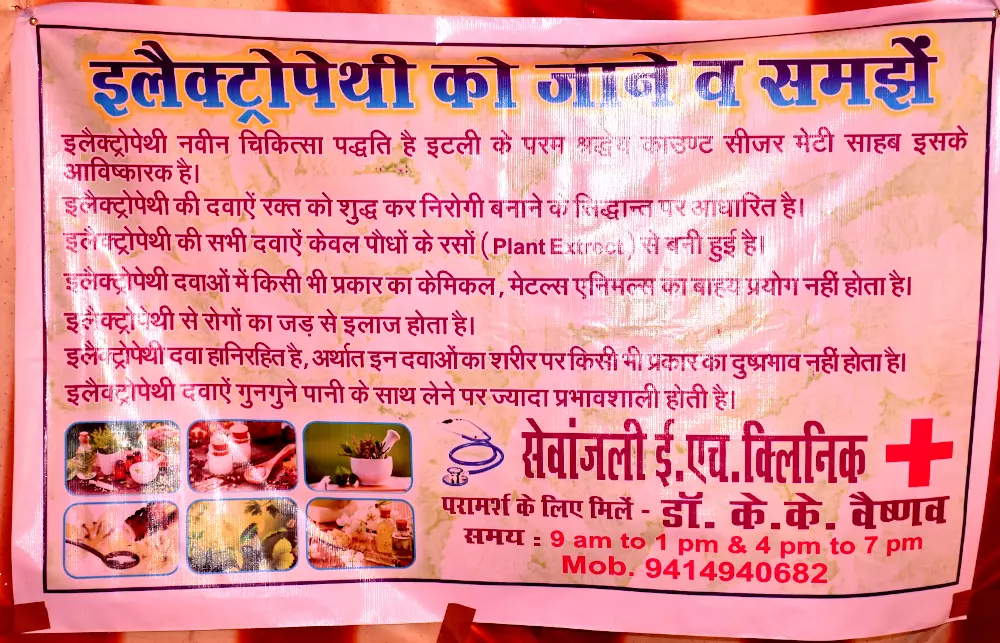 इलैक्ट्रोपेथी को जाने व समझें
इलैक्ट्रोपेथी नवीन चिकित्सा पद्धति है इटली के परम श्रद्धेय काउण्ट सीजर मेटी साहब इसके
आविष्कारक है।
इलैक्ट्रोपेथी की दवाऐं रक्त को शुद्ध कर निरोगी बनाने के सिद्धान्त पर आधारित है।
इलैक्ट्रोपेथी की सभी दवाऐं केवल पौधों के रसों (Plant Extrect) से बनी हुई है।
इलैक्ट्रोपेथी दवाओं में किसी भी प्रकार का केमिकल, मेटल्स एनिमल्स का बाहय प्रयोग नहीं होता है।
इलैक्ट्रोपेथी से रोगों का जड़ से इलाज होता है।
इलैक्ट्रोपेथी दवा हानिरहित है, अर्थात इन दवाओं का शरीर पर किसी भी प्रकार का दुष्प्रभाव नहीं होता है।
इलैक्ट्रोपेथी दवाऐं गुनगुने पानी के साथ लेने पर ज्यादा प्रभावशाली होती है।
सेवांजली ई.एच.क्लिनिक
परामर्श के लिए मिलें - डॉ. के.के. वैष्णव
समय : 9 am to 1 pm & 4 pm to 7 pm
Mob. 9414940682